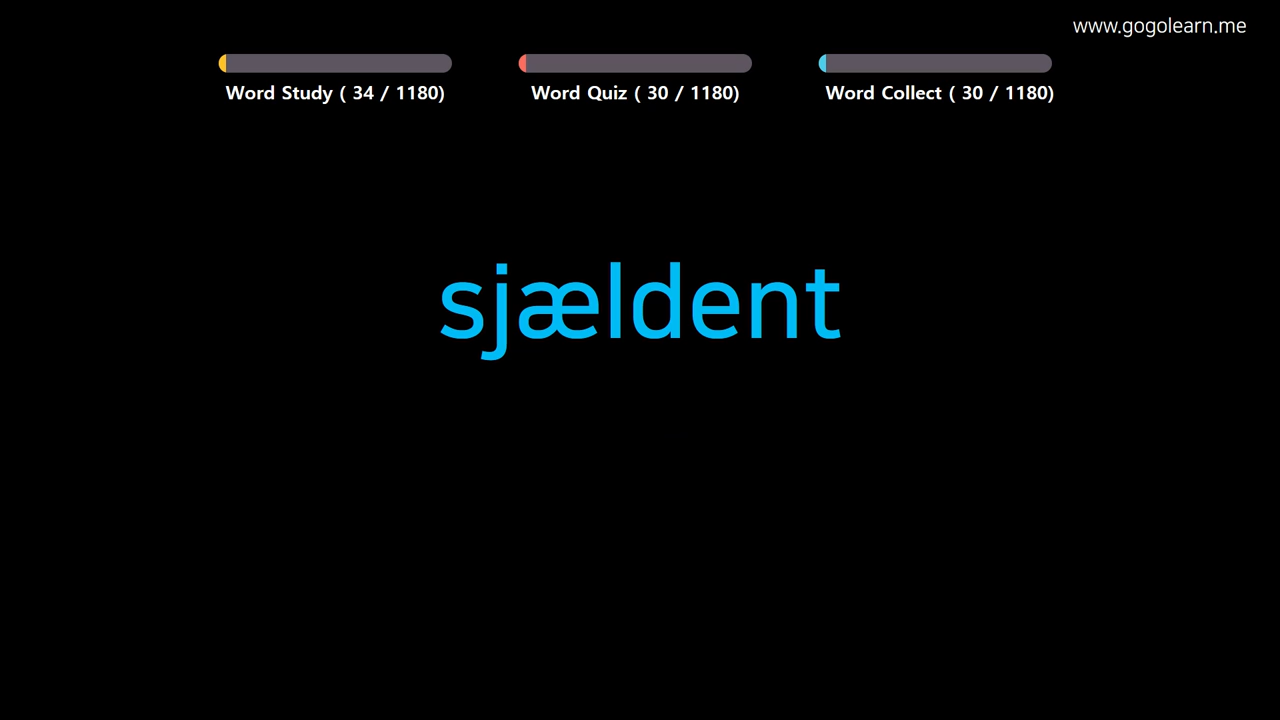 www.gogolearn.me
Word Study ( 34 / 1180)
Word Quiz ( 30 / 1180)
Word Collect ( 30 / 1180)
sjældent